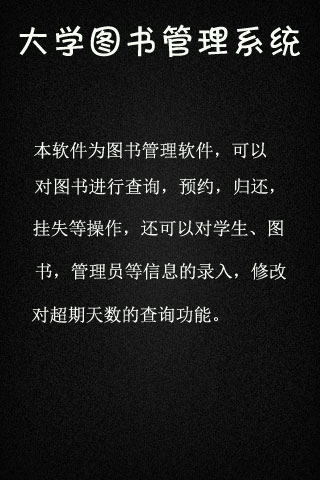 大学图书管理系统
本软件为图书管理软件，可以
对图书进行查询，预约，归还，
挂失等操作，还可以对学生、图
书，管理员等信息的录入，修改
对超期天数的查询功能。